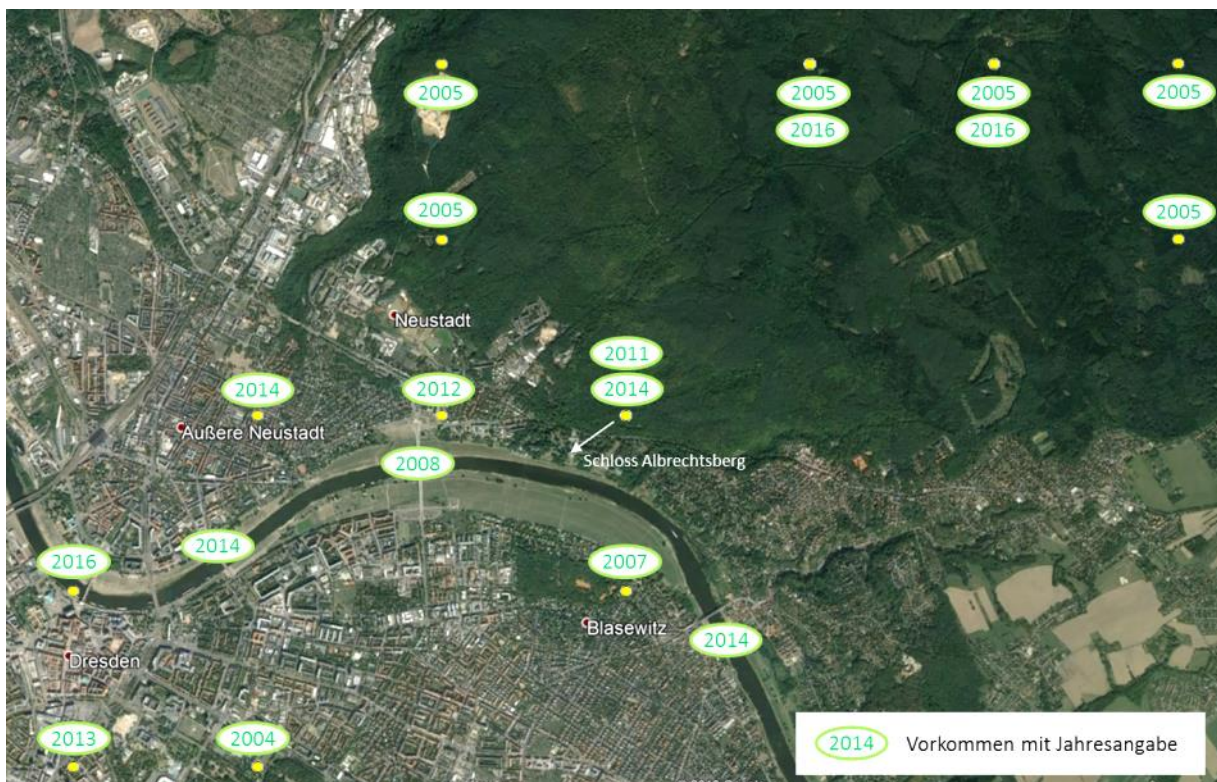 2005 2005 2005 2005
2016 2016
2005 2005
Neustadt
2011
2014 2012 2014
Äußere Neustadt
2008 Schloss Albrechtsberg
2014
2016 2007
Blasewitz
2014
Dresden
2013 2004
2014 Vorkommen mit Jahresangabe